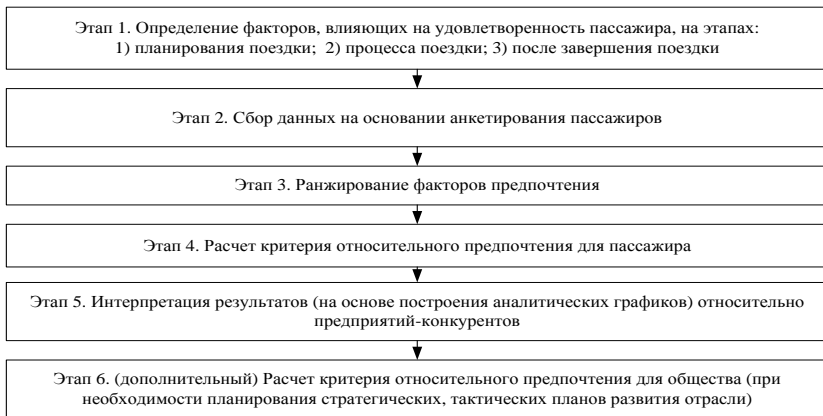 Этап 1. Определение факторов, влияющих на удовлетворенность пассажира, на этапах:
1) планирования поездки; 2) процесса поездки; 3) после завершения поездки
Этап 2. Сбор данных на основании анкетирования пассажиров
Этап 3. Ранжирование факторов предпочтения
Этап 4. Расчет критерия относительного предпочтения для пассажира
Этап 5. Интерпретация результатов (на основе построения аналитических графиков) относительно
предприятий-конкурентов
Этап 6. (дополнительный) Расчет критерия относительного предпочтения для общества (при
необходимости планирования стратегических, тактических планов развития отрасли)